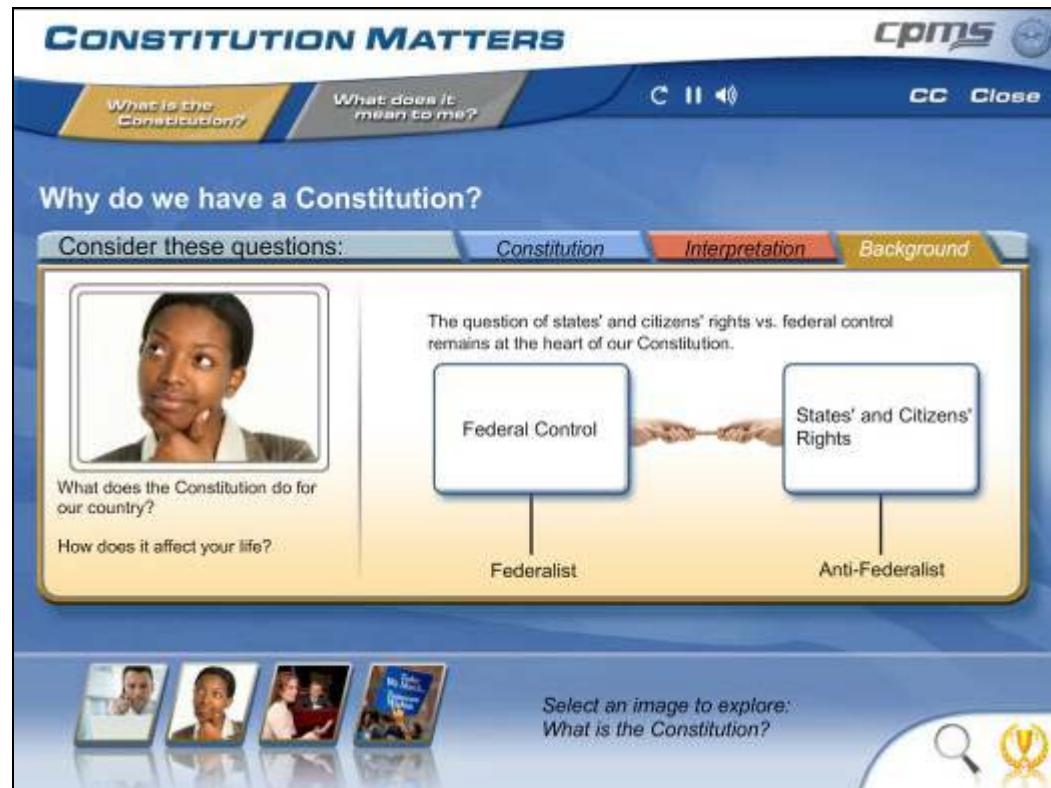 CONSTITUTION MATTERS
cpms
What is the
Constitution?
What does it
mean to me?
CC Close
Why do we have a Constitution?
Consider these questions:
Constitution
Interpretation
Background
What does the Constitution do for
our country?
How does it affect your life?
The question of states' and citizens' rights vs. federal control
remains at the heart of our Constitution.
Federal Control
States' and Citizens'
Rights
Federalist
Anti-Federalist
Select an image to explore:
What is the Constitution?